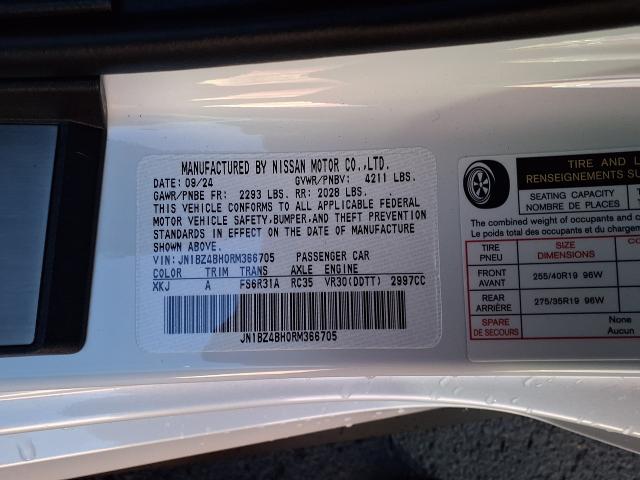 MANUFACTURED BY NISSAN MOTOR CO.,LTD.
DATE: 09/24 GVWR/PNBV: 4211 LBS.
GAWR/PNBE FR: 2293 LBS. RR: 2028 LBS.
THIS VEHICLE CONFORMS TO ALL APPLICABLE FEDERAL
MOTOR VEHICLE SAFETY,BUMPER,AND THEFT PREVENTION
STANDARDS IN EFFECT ON THE DATE OF MANUFACTURE
SHOWN ABOVE.
VIN: JN1BZ4BH0RM366705 PASSENGER CAR
COLOR TRIM TRANS AXLE ENGINE
XKJ A FS6R31A RC35 VR30(DDTT) 2997CC
JN1BZ4BH0RM366705
TIRE AND
RENSEIGNEMENTS
SEATING CAPACITY
NOMBRE DE PLACES
The combined weight of occupants and
Le poids total des occupants et du
TIRE
PNEU
SIZE
DIMENSIONS
FRONT
AVANT
255/40R19 96W
REAR
ARRIÈRE
275/35R19 96W
SPARE
DE SECOURS
None
Aucun